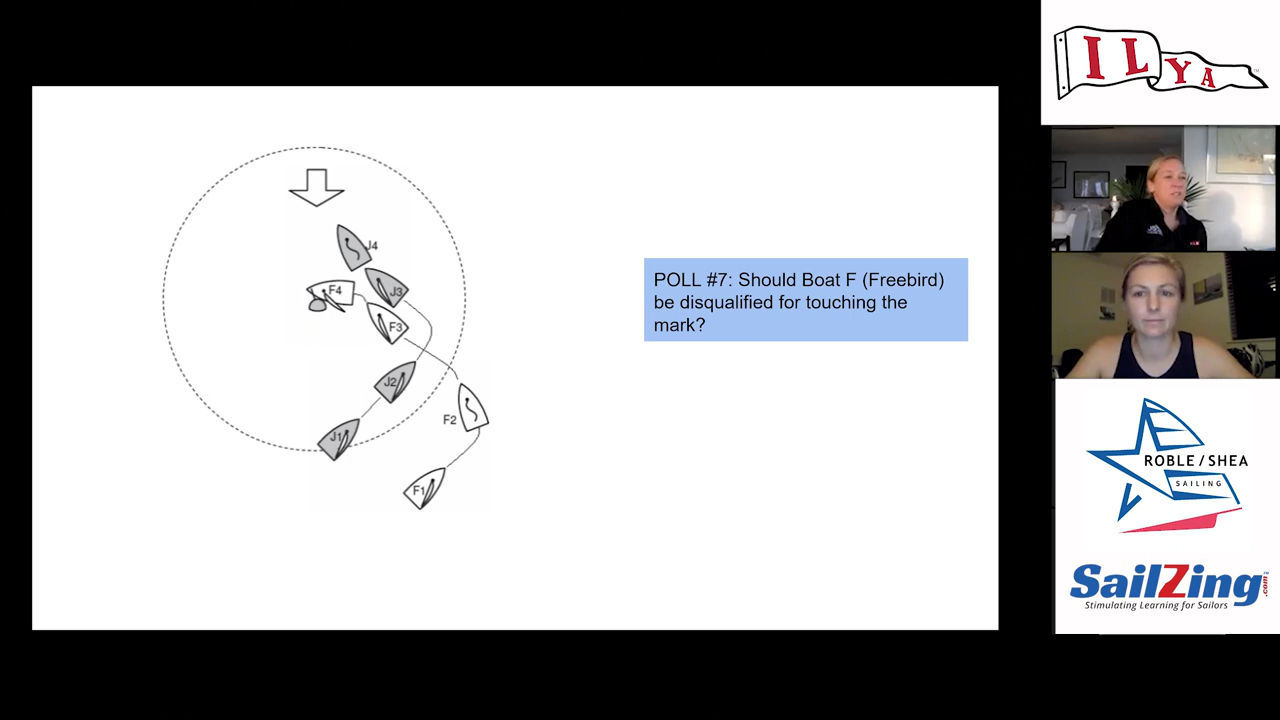 ILYA
J4
F4
J3
F3
J2
F2
J1
F1
POLL #7: Should Boat F (Freebird)
be disqualified for touching the
mark?
ROBLE / SHEA
SAILING
SailZing.com
Stimulating Learning for Sailors